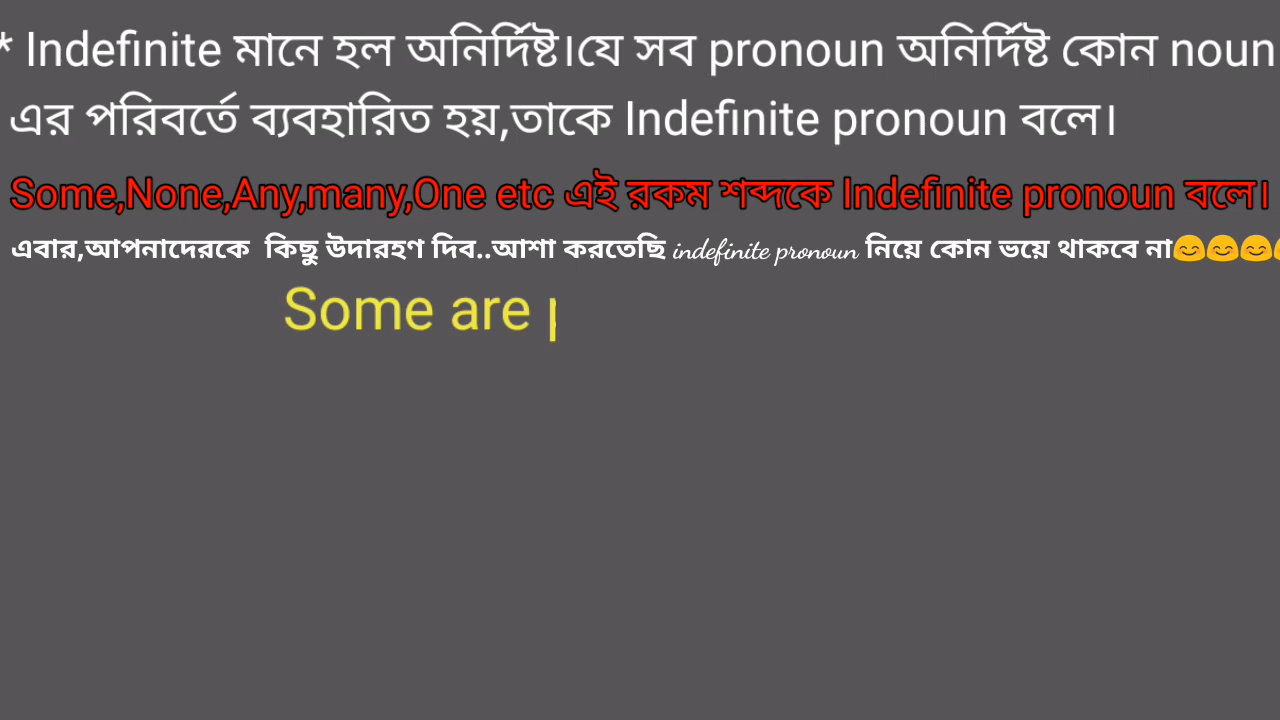 * Indefinite মানে হল অনির্দিষ্ট।যে সব pronoun অনির্দিষ্ট কোন noun
এর পরিবর্তে ব্যবহারিত হয়,তাকে Indefinite pronoun বলে।
Some,None,Any,many,One etc এই রকম শব্দকে Indefinite pronoun বলে।
এবার,আপনাদেরকে কিছু উদারহণ দিব..আশা করতেছি indefinite pronoun নিয়ে কোন ভয়ে থাকবে না😊😊😊
Some are